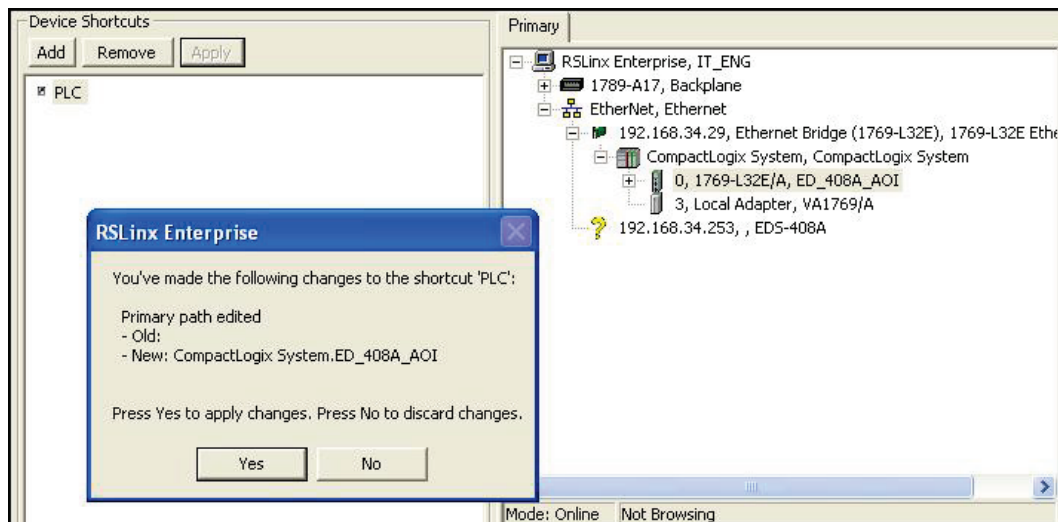 Device Shortcuts
Add Remove Apply
PLC
Primary
RSLinx Enterprise, IT_ENG
1789-A17, Backplane
EtherNet, Ethernet
192.168.34.29, Ethernet Bridge (1769-L32E), 1769-L32E Ethe
CompactLogix System, CompactLogix System
0, 1769-L32E/A, ED_408A_AOI
3, Local Adapter, VA1769/A
192.168.34.253, , EDS-408A
RSLinx Enterprise
You've made the following changes to the shortcut 'PLC':
Primary path edited
- Old:
- New: CompactLogix System.ED_408A_AOI
Press Yes to apply changes. Press No to discard changes.
Yes No
Mode: Online Not Browsing